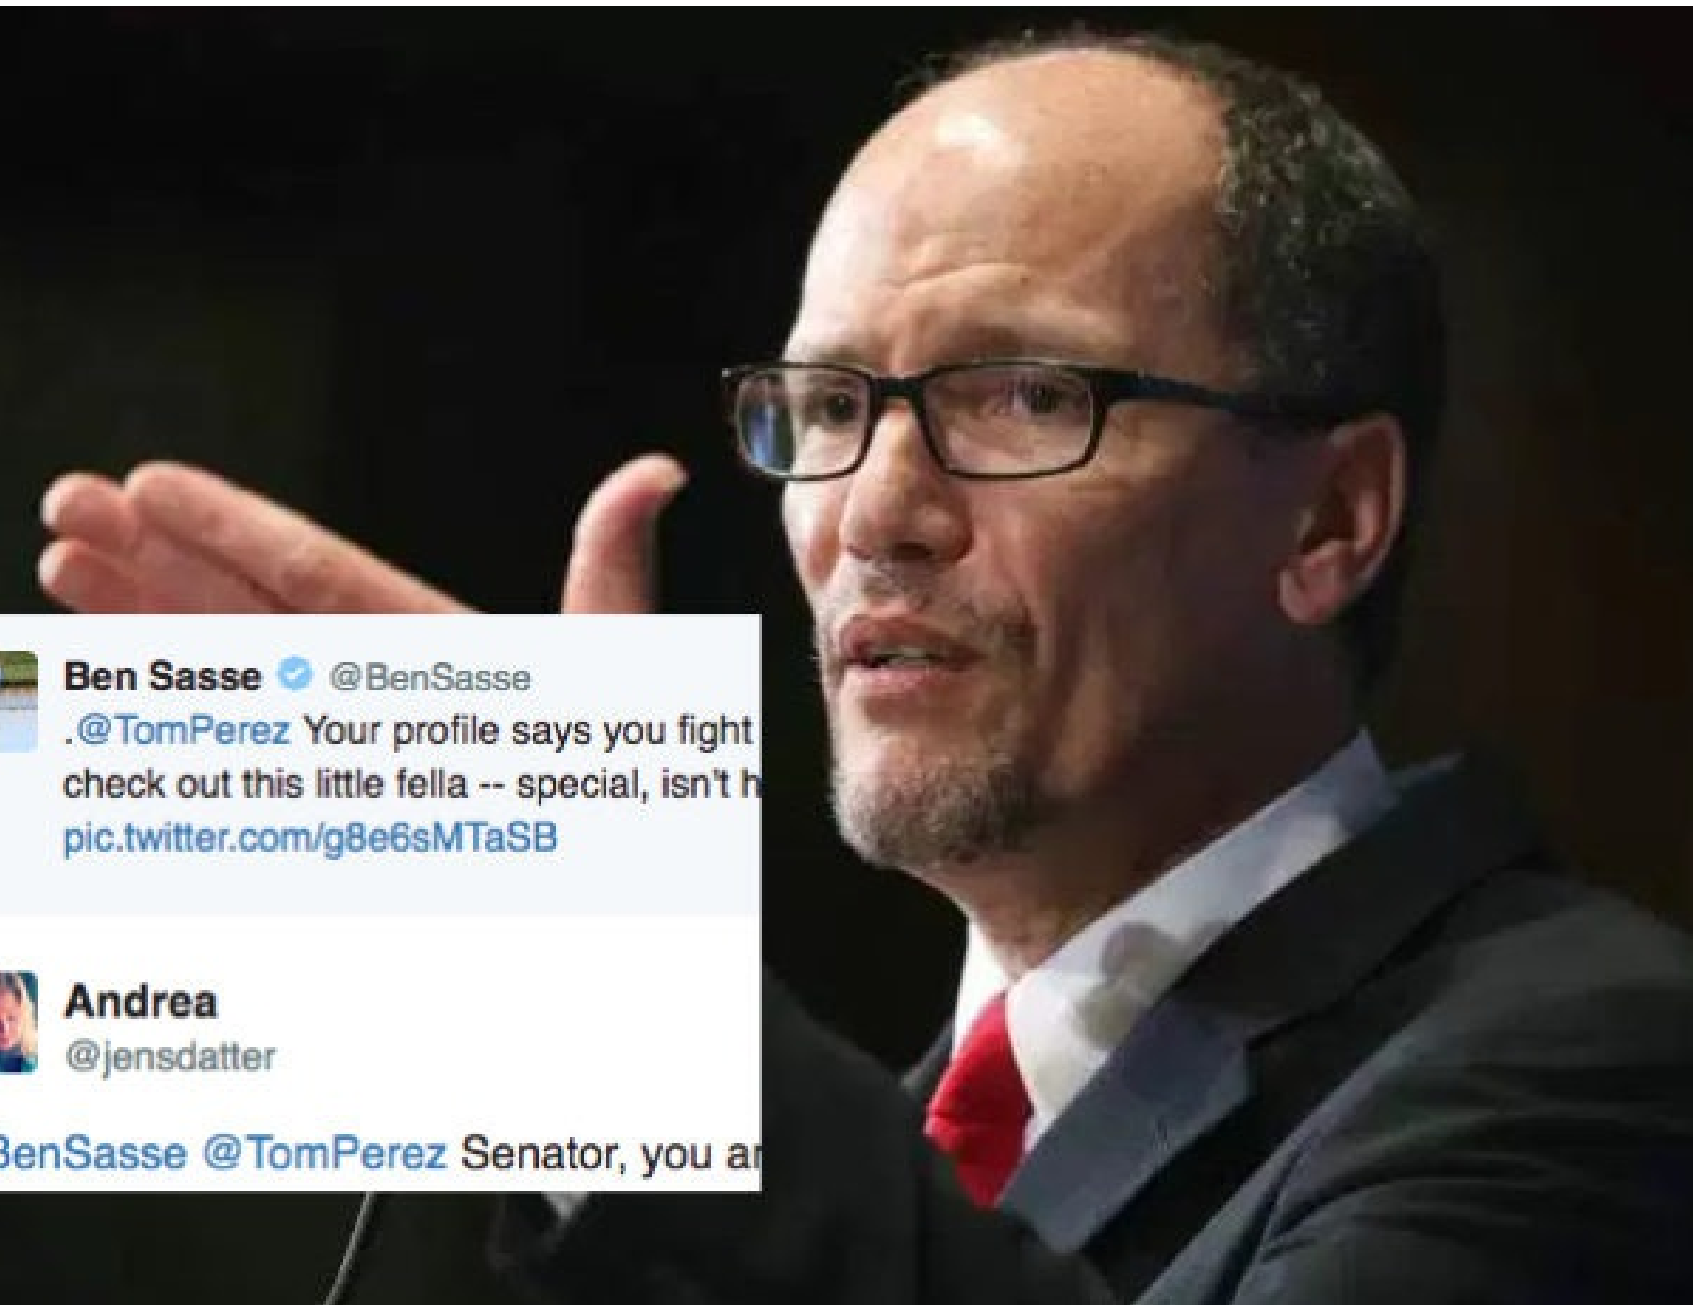 Ben Sasse @BenSasse
.@TomPerez Your profile says you fight
check out this little fella -- special, isn't h
pic.twitter.com/g8e6sMTaSB
Andrea
@jensdatter
BenSasse @TomPerez Senator, you ar